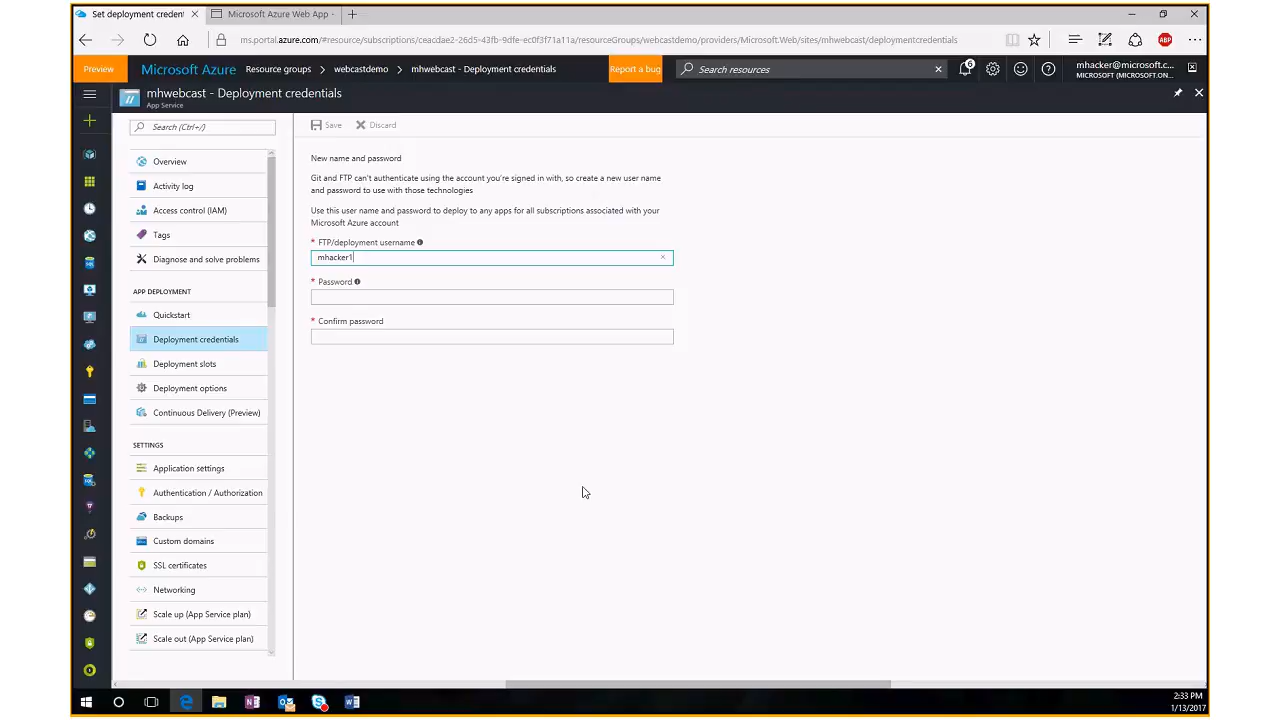 Set deployment credent
Microsoft Azure Web App -
ms.portal.azure.com/#resource/subscriptions/ceacdae2-26d5-43fb-9dfe-ec0f3f71a11a/resourceGroups/webcastdemo/providers/Microsoft.Web/sites/mhwebcast/deploymentcredentials
ABP
Preview
Microsoft Azure
Resource groups
webcastdemo
mhwebcast - Deployment credentials
Report a bug
Search resources
6
mhacker@microsoft.c...
MICROSOFT (MICROSOFT.ON...
mhwebcast - Deployment credentials
App Service
Search (Ctrl+/)
Overview
Activity log
Access control (IAM)
Tags
Diagnose and solve problems
APP DEPLOYMENT
Quickstart
Deployment credentials
Deployment slots
Deployment options
Continuous Delivery (Preview)
SETTINGS
Application settings
Authentication / Authorization
Backups
Custom domains
SSL certificates
Networking
Scale up (App Service plan)
Scale out (App Service plan)
Save
Discard
New name and password
Git and FTP can't authenticate using the account you're signed in with, so create a new user name
and password to use with those technologies
Use this user name and password to deploy to any apps for all subscriptions associated with your
Microsoft Azure account
* FTP/deployment username
mhacker1
* Password
* Confirm password
2:33 PM
1/13/2017